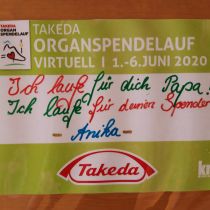 TAKEDA
ORGAN
SPENDELAUF
TAKEDA
ORGANSPENDELAUF
VIRTUELL | 1.-6.JUNI 2020
Ich laufe für dich Papa!
Ich laufe für deinen Spender
- Anika -
Takeda